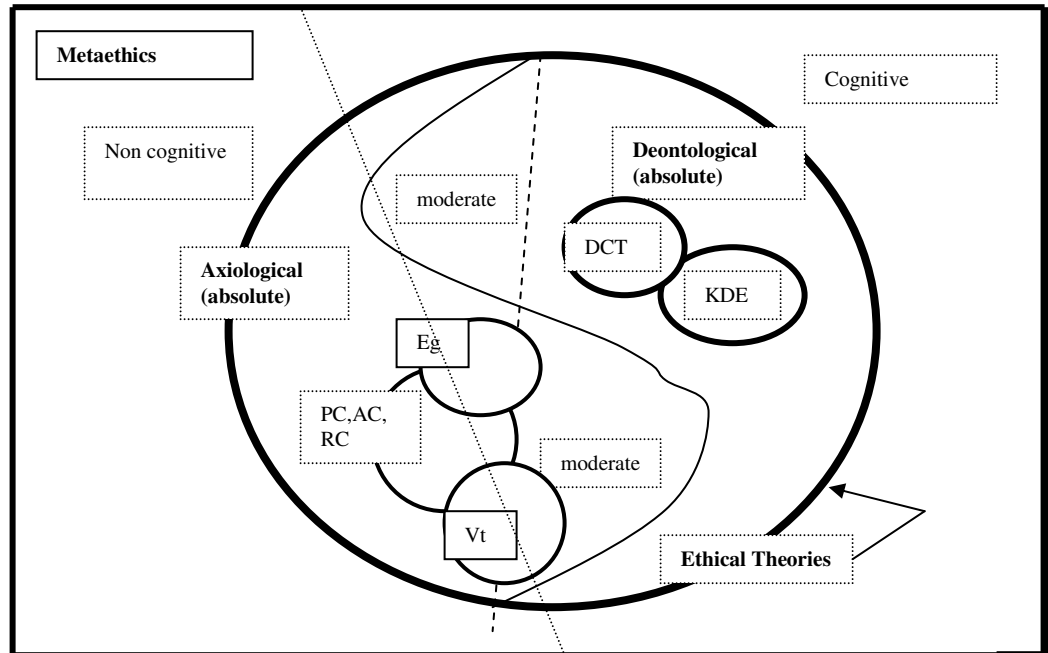 Metaethics
Cognitive
Non cognitive
Deontological
(absolute)
moderate
DCT
Axiological
(absolute)
KDE
Eg
PC,AC,
RC
moderate
Vt
Ethical Theories